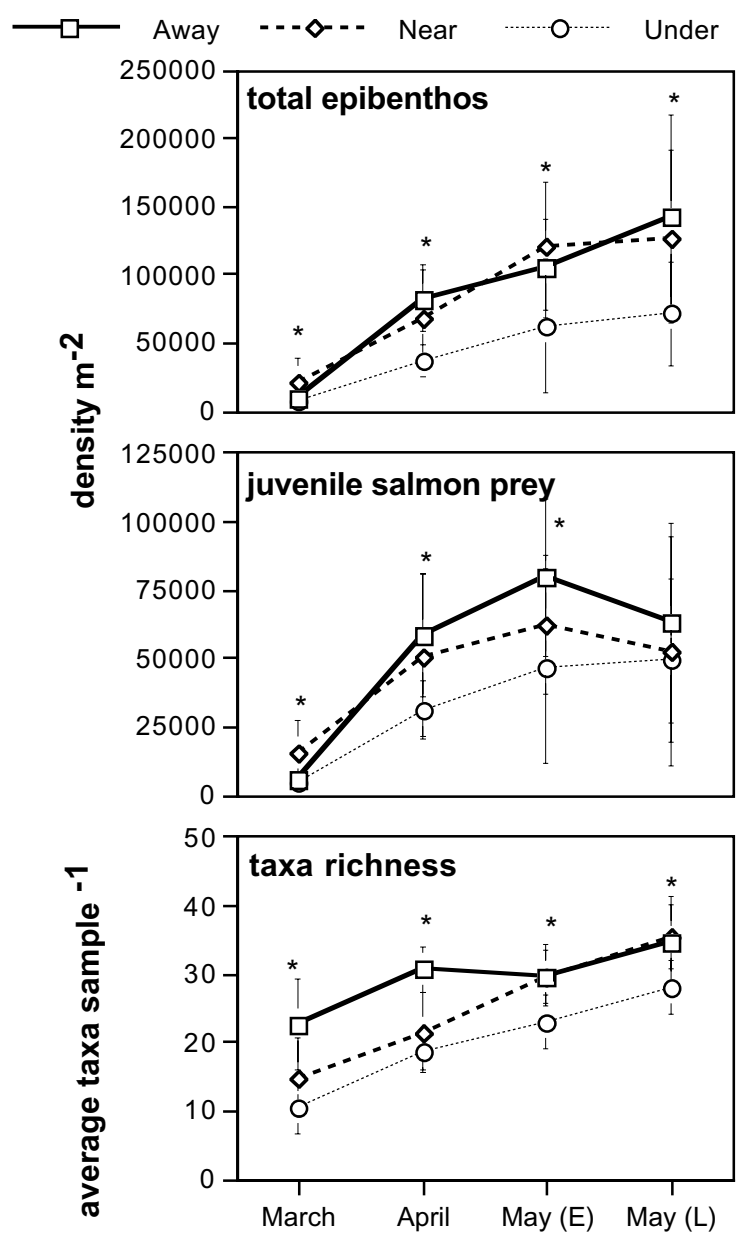 Away Near Under
250000
total epibenthos
200000
150000
100000
50000
0
density m-2
125000
juvenile salmon prey
100000
75000
50000
25000
0
50
taxa richness
40
30
20
10
0
average taxa sample -1
March April May (E) May (L)
* * * *
* * *
* * * *